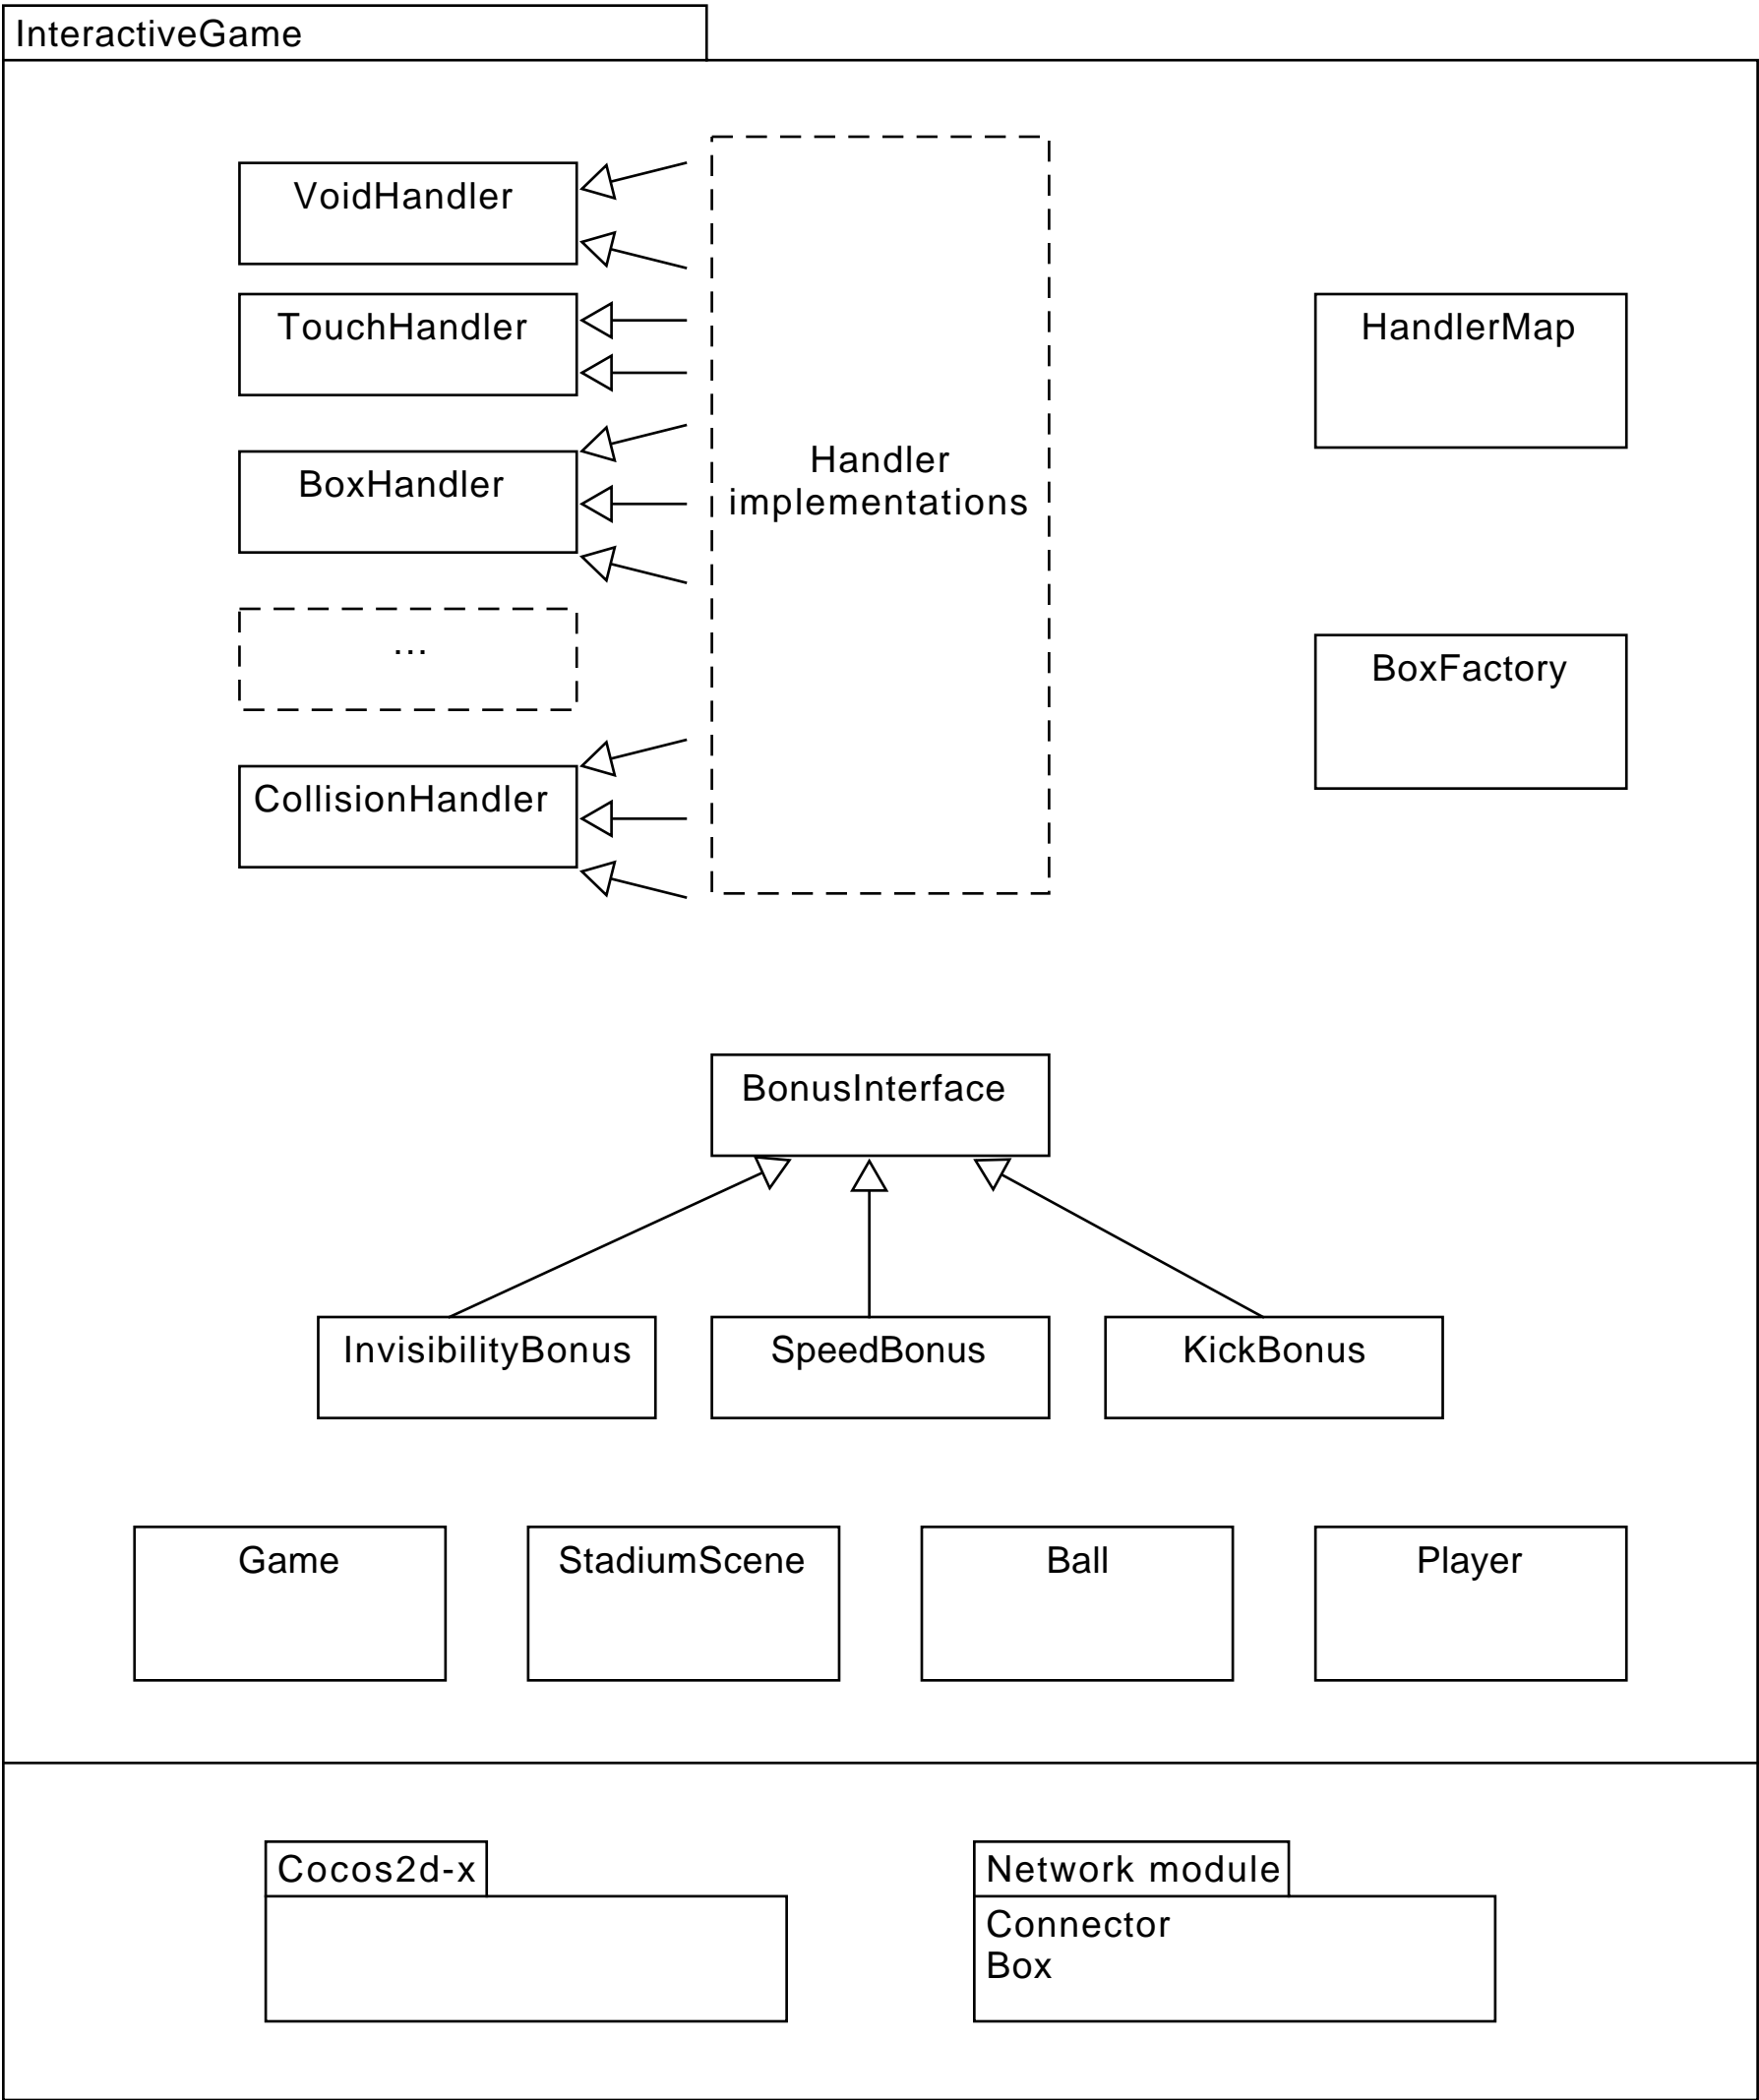 InteractiveGame
VoidHandler
TouchHandler
HandlerMap
BoxHandler
Handler
implementations
...
BoxFactory
CollisionHandler
BonusInterface
InvisibilityBonus
SpeedBonus
KickBonus
Game
StadiumScene
Ball
Player
Cocos2d-x
Network module
Connector
Box